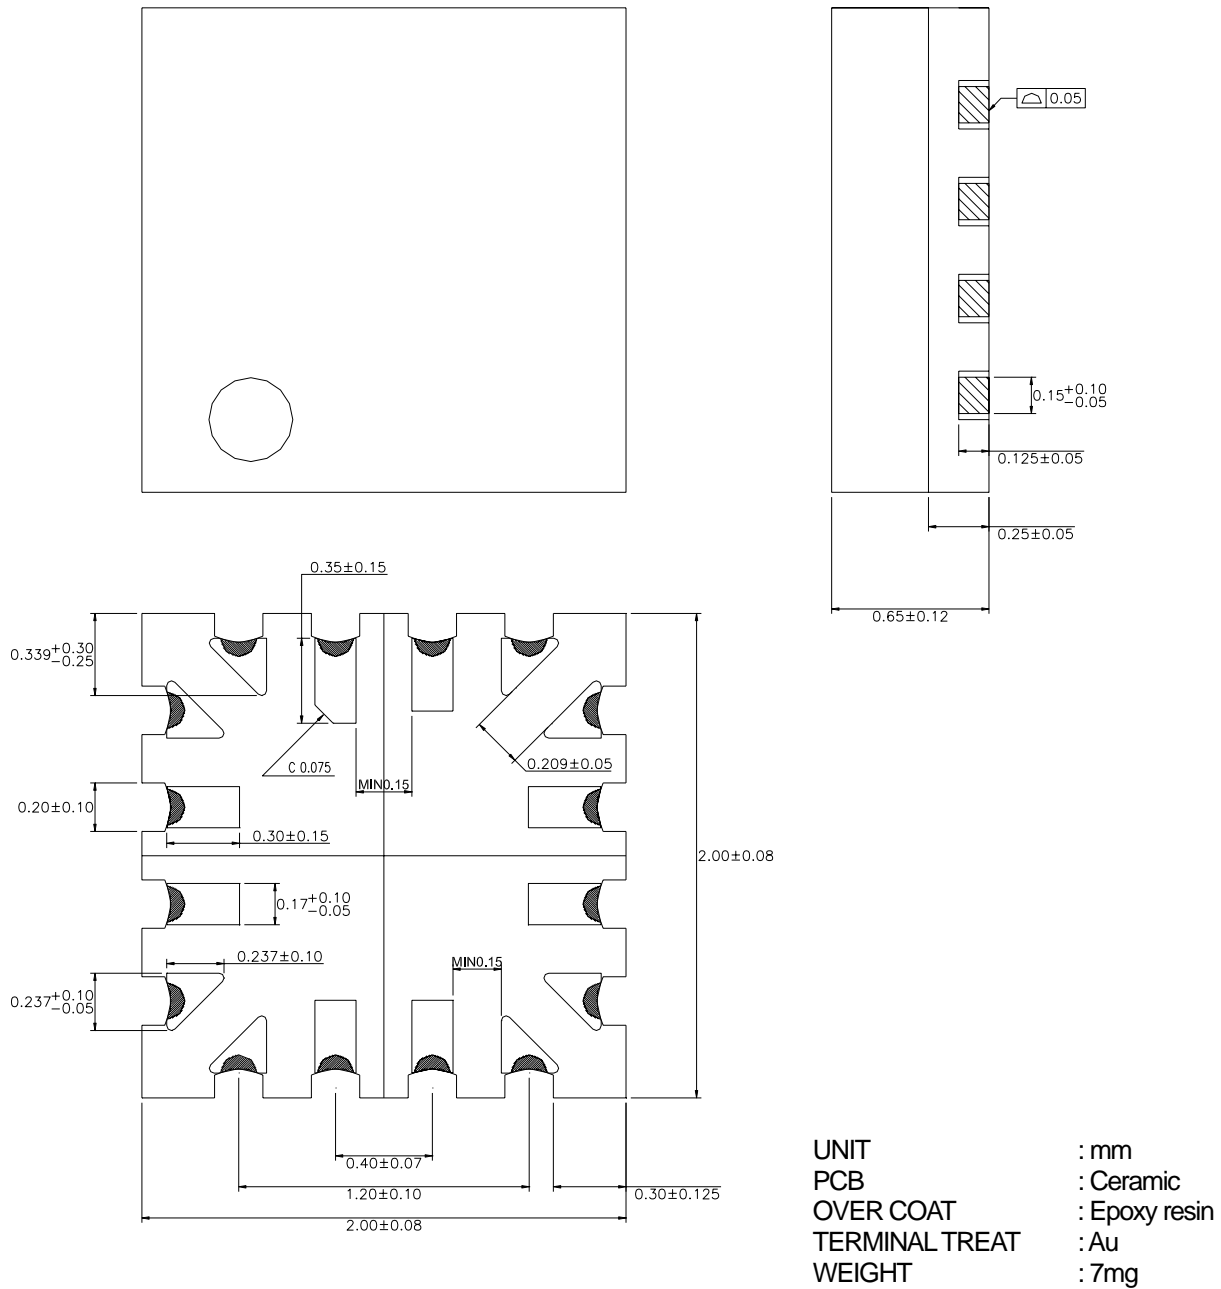 ⌓ 0.05
0.15+0.10
−0.05
0.125±0.05
0.25±0.05
0.65±0.12
0.35±0.15
0.339+0.30
−0.25
C 0.075
MIN0.15
0.209±0.05
0.20±0.10
0.30±0.15
2.00±0.08
0.17+0.10
−0.05
0.237±0.10
MIN0.15
0.237+0.10
−0.05
0.40±0.07
1.20±0.10
0.30±0.125
2.00±0.08
UNIT : mm
PCB : Ceramic
OVER COAT : Epoxy resin
TERMINAL TREAT : Au
WEIGHT : 7mg